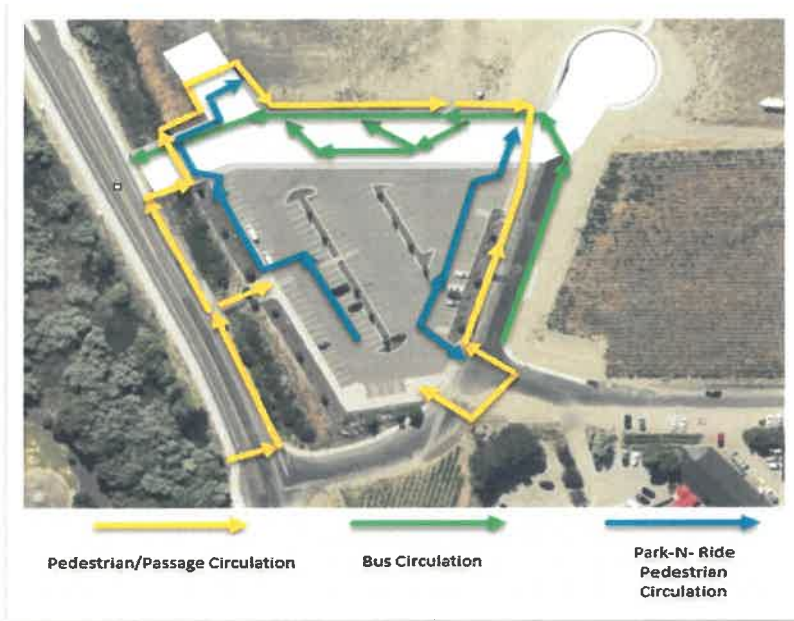 Pedestrian/Passage Circulation
Bus Circulation
Park-N- Ride
Pedestrian
Circulation